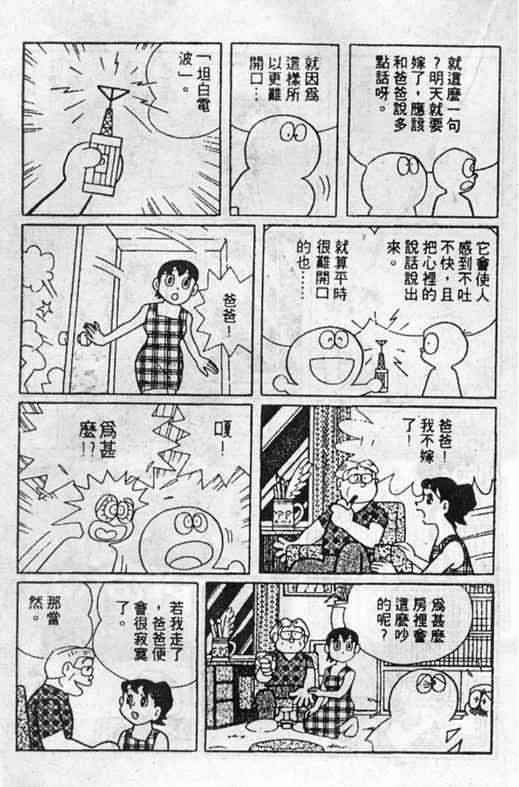 就這麼一句
?明天就要
嫁了,應該
和爸爸說多
點話呀。
就因爲
這樣所
以更難
開口…
「坦白電
波」。
它會使人
感到不吐
不快,且
把心裡的
說話說出
來。
就算平時
很難開口
的也……
爸爸…
爸爸!
我不嫁
了!
嗄!
爲甚
麼!?
爲甚麼
房裡會
這麼吵
的呢?
若我走了
,爸爸便
會很寂寞
了。
那當
然。